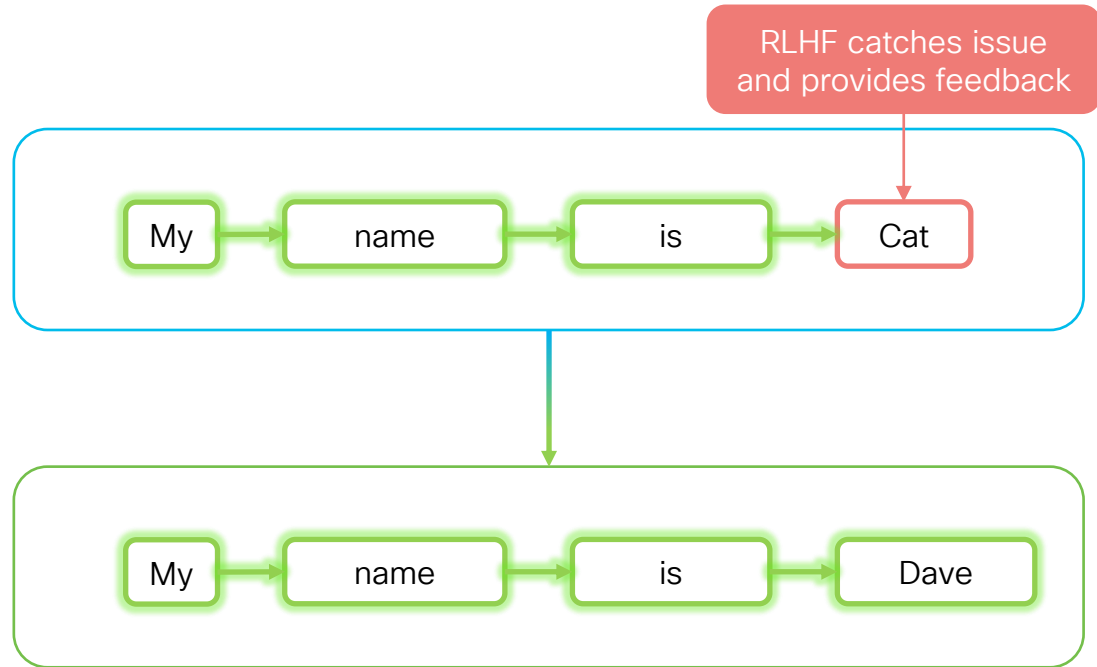 RLHF catches issue
and provides feedback
My name is Cat
My name is Dave